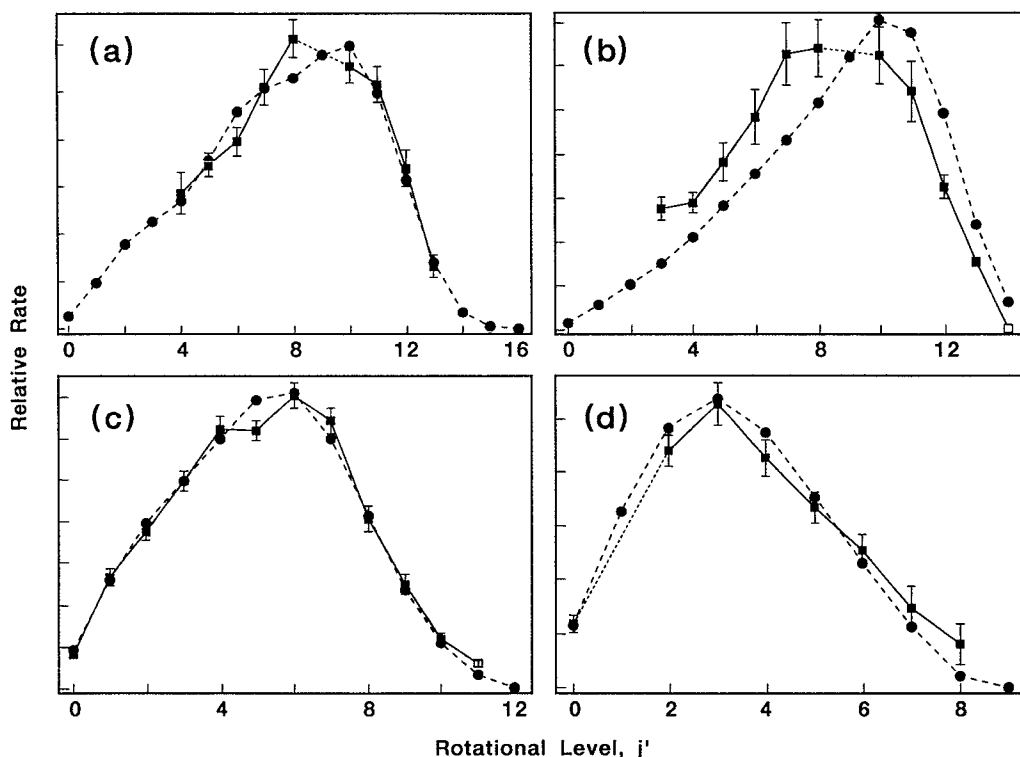 (a)
(b)
0 4 8 12 16
0 4 8 12
Relative Rate
(c)
(d)
0 4 8 12
0 2 4 6 8
Rotational Level, j'